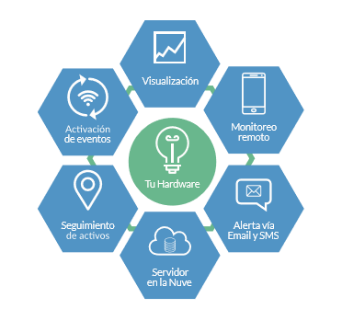 Visualización
Activación
de eventos
Monitoreo
remoto
Tu Hardware
Seguimiento
de activos
Alerta vía
Email y SMS
Servidor
en la Nuve